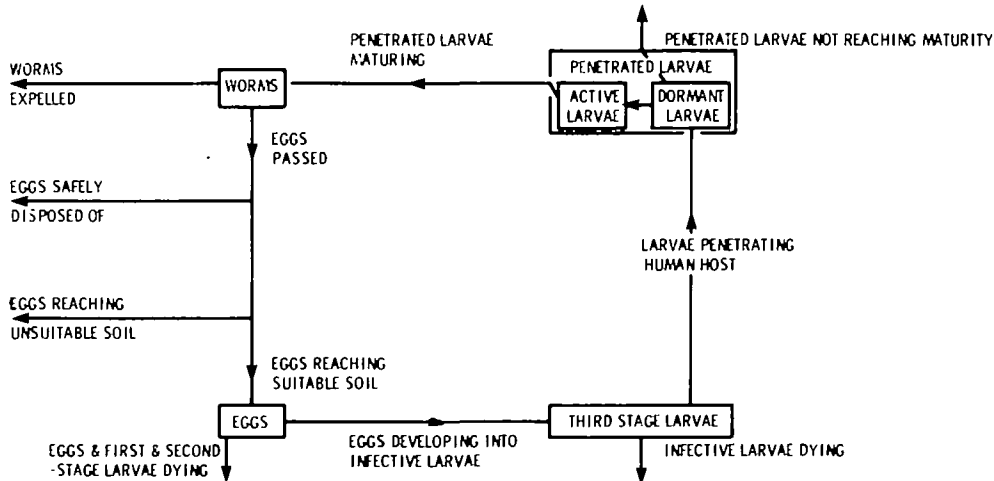 PENETRATED LARVAE
MATURING
PENETRATED LARVAE NOT REACHING MATURITY
PENETRATED LARVAE
ACTIVE
LARVAE
DORMANT
LARVAE
WORMS
EXPELLED
WORMS
EGGS
PASSED
EGGS SAFELY
DISPOSED OF
LARVAE PENETRATING
HUMAN HOST
EGGS REACHING
UNSUITABLE SOIL
EGGS REACHING
SUITABLE SOIL
EGGS
THIRD STAGE LARVAE
EGGS & FIRST & SECOND
-STAGE LARVAE DYING
EGGS DEVELOPING INTO
INFECTIVE LARVAE
INFECTIVE LARVAE DYING